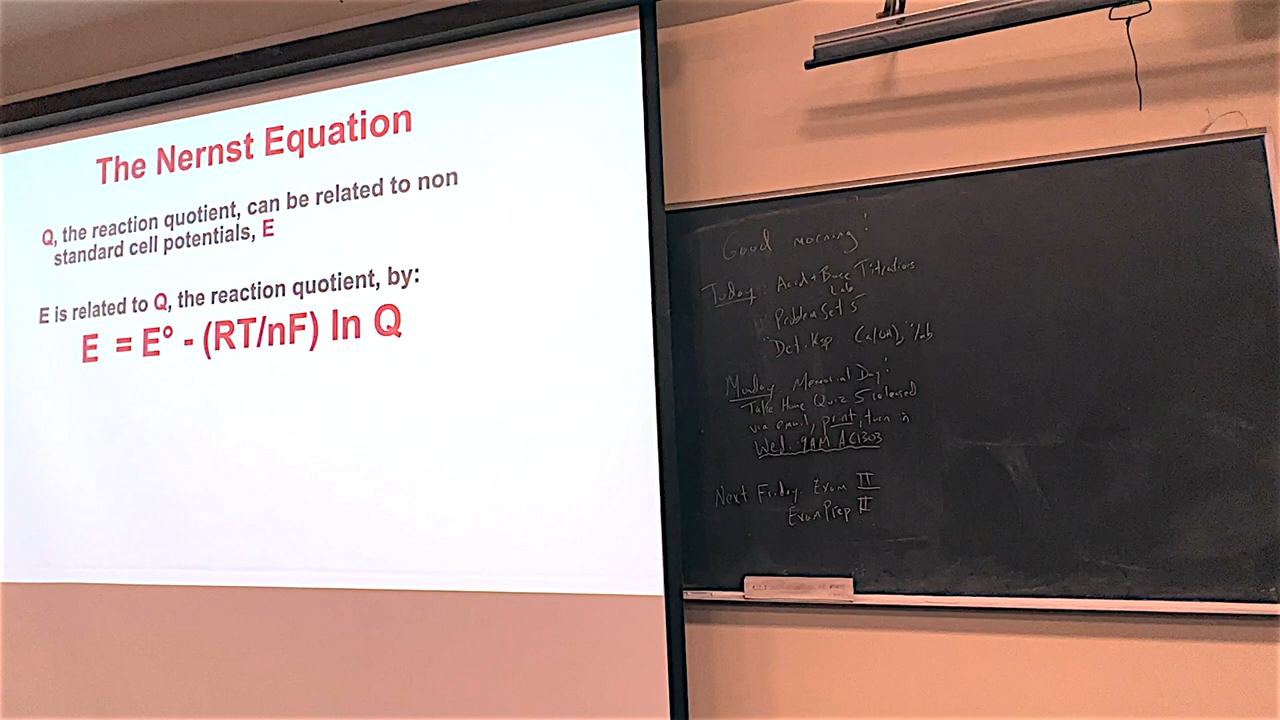 The Nernst Equation
Q, the reaction quotient, can be related to non
standard cell potentials, E
E is related to Q, the reaction quotient, by:
E = E° - (RT/nF) ln Q
Good morning!
Today: Acid + Base Titrations
Lab
" Problem Set 5
"Det. Ksp Ca(OH)₂" Lab
Monday Memorial Day!
Take Home Quiz 5 released
via email, print, turn in
Wed. 9AM AC1303
Next Friday. Exam II
Exam Prep II